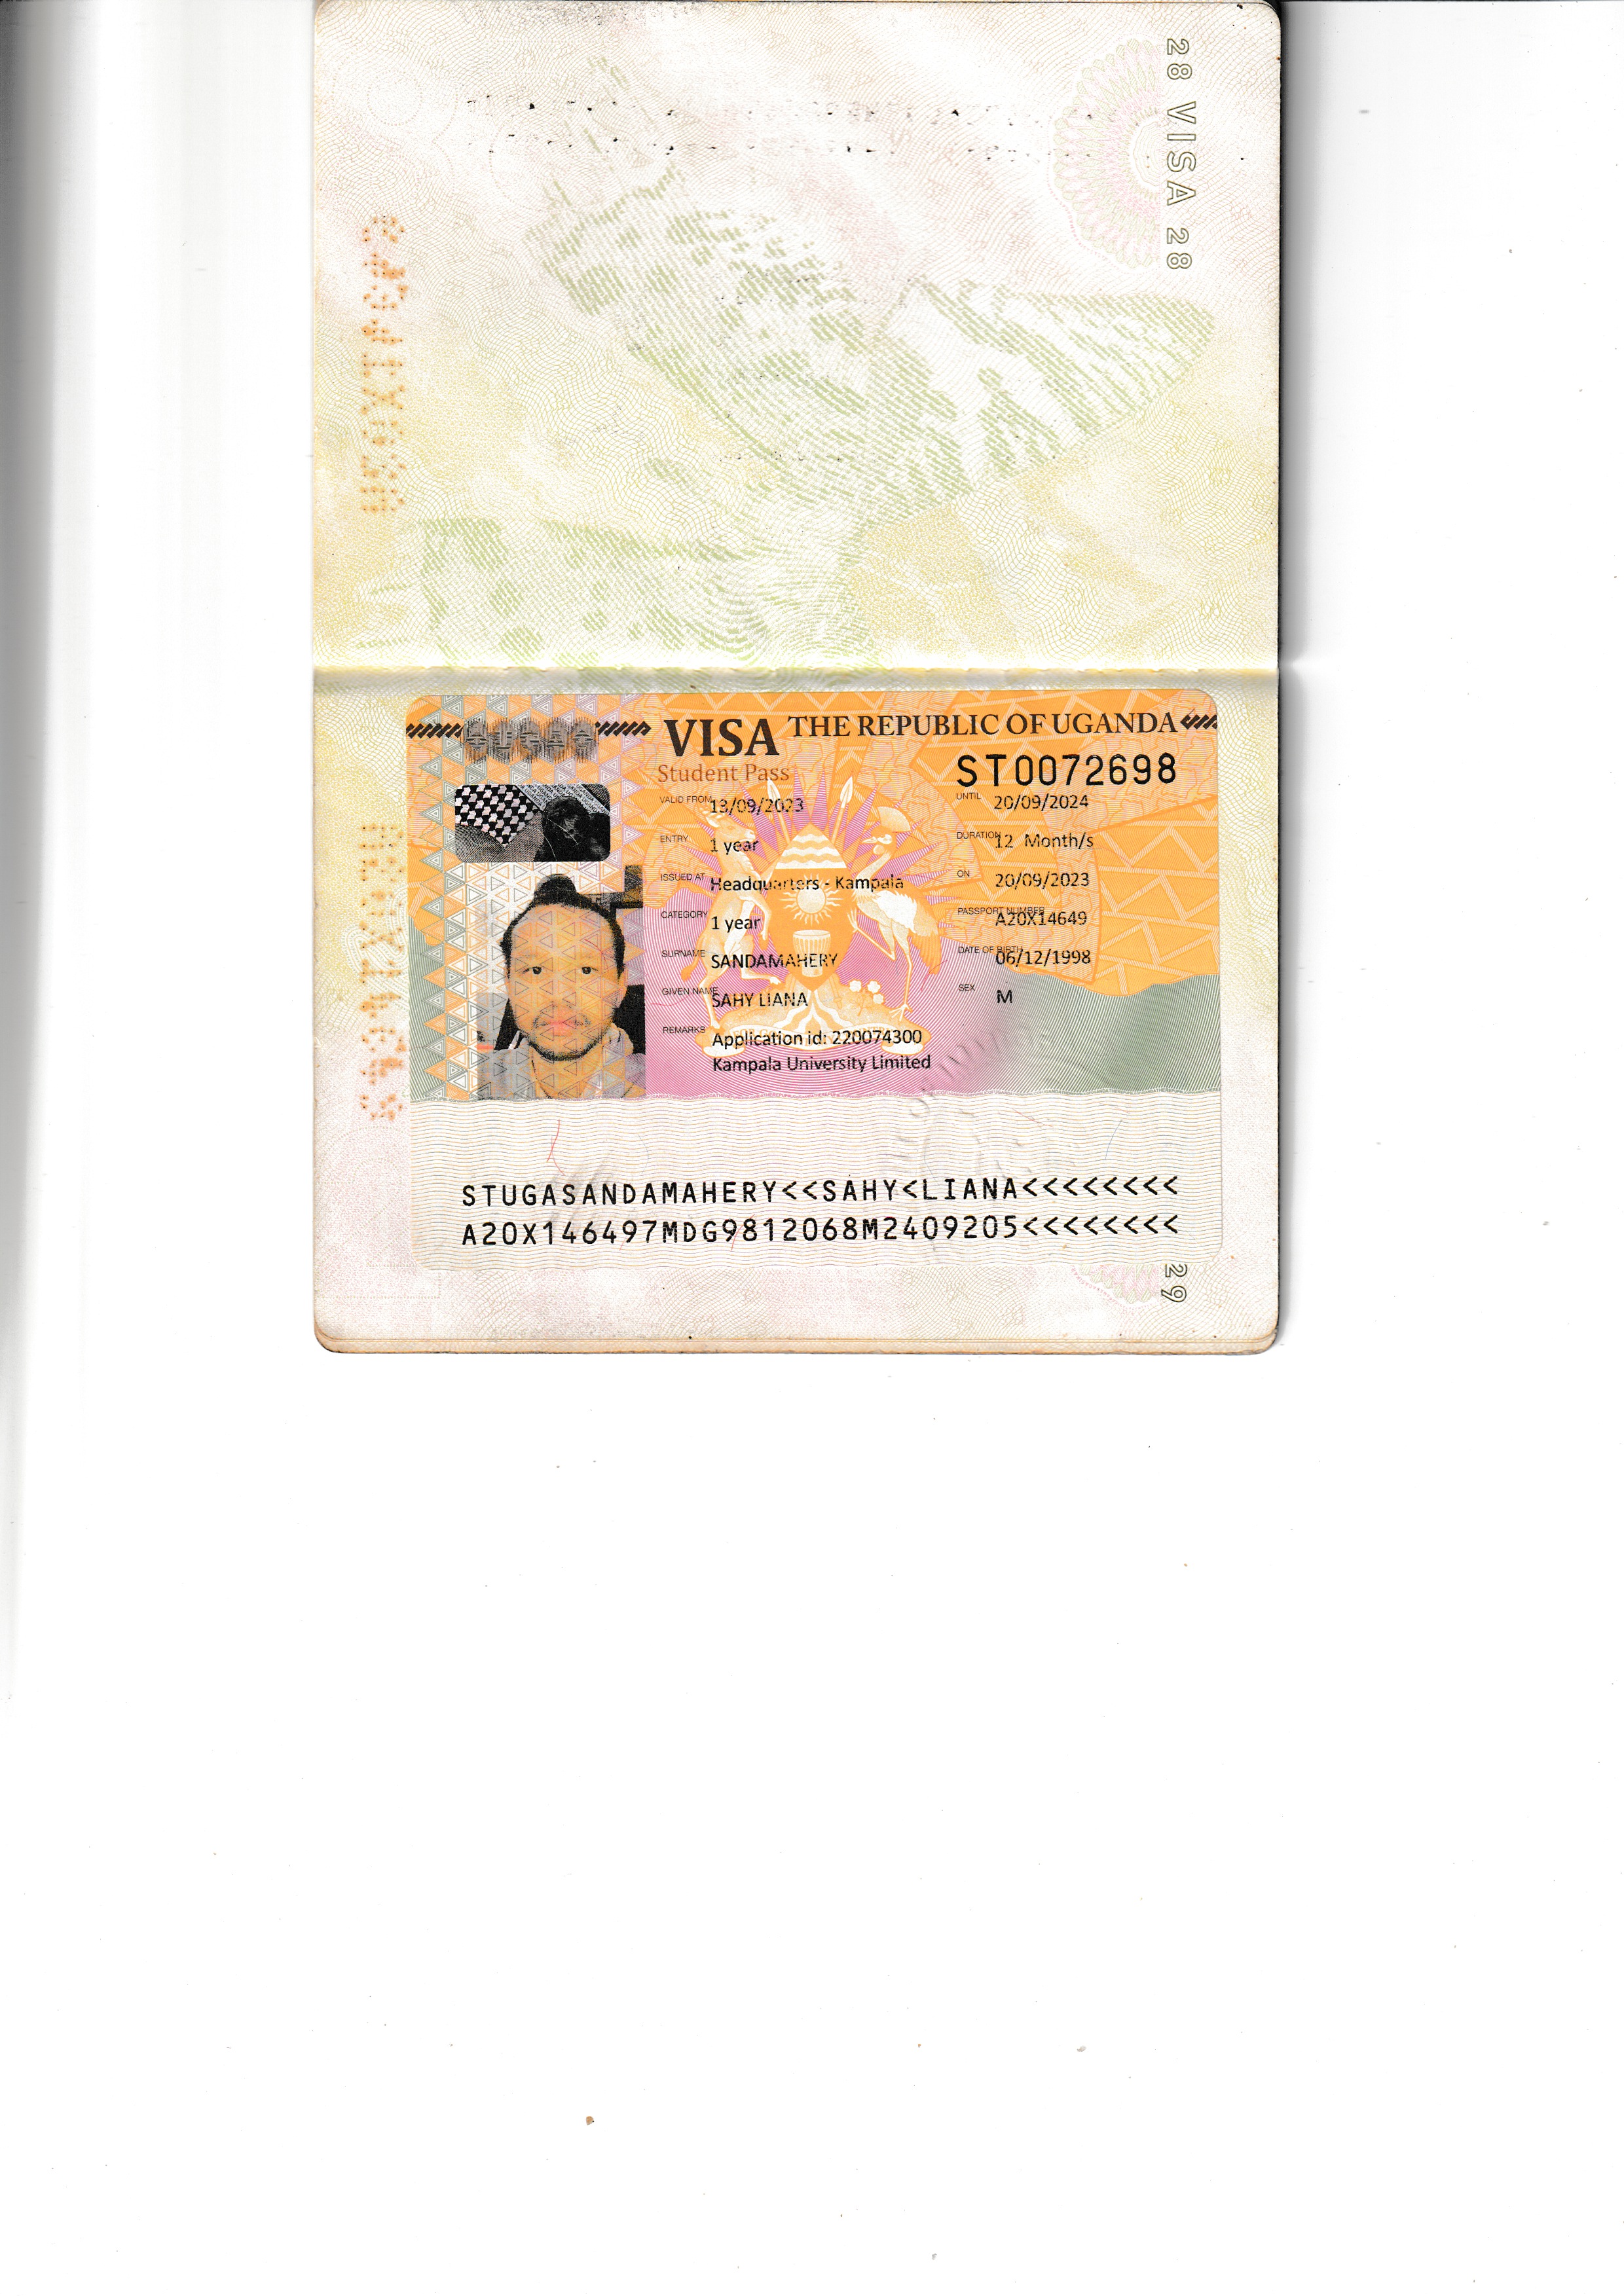 28 VISA 28
VISA THE REPUBLIC OF UGANDA
Student Pass
ST0072698
VALID FROM 13/09/2023 UNTIL 20/09/2024
ENTRY 1 year DURATION 12 Month/s
ISSUED AT Headquarters - Kampala ON 20/09/2023
CATEGORY 1 year PASSPORT NUMBER A20X14649
SURNAME SANDAMAHERY DATE OF BIRTH 06/12/1998
GIVEN NAME SAHY LIANA SEX M
REMARKS Application id: 220074300
Kampala University Limited
STUGASANDAMAHERY<<SAHY<LIANA<<<<<<<<
A20X146497MDG9812068M2409205<<<<<<<<
29